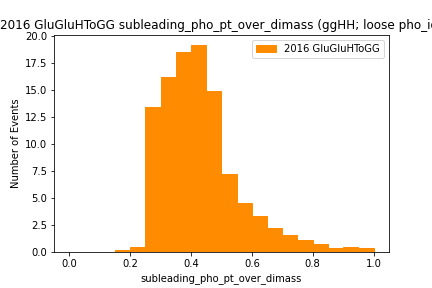 2016 GluGluHToGG subleading_pho_pt_over_dimass (ggHH; loose pho_i
2016 GluGluHToGG
Number of Events
20.0
17.5
15.0
12.5
10.0
7.5
5.0
2.5
0.0
0.0 0.2 0.4 0.6 0.8 1.0
subleading_pho_pt_over_dimass